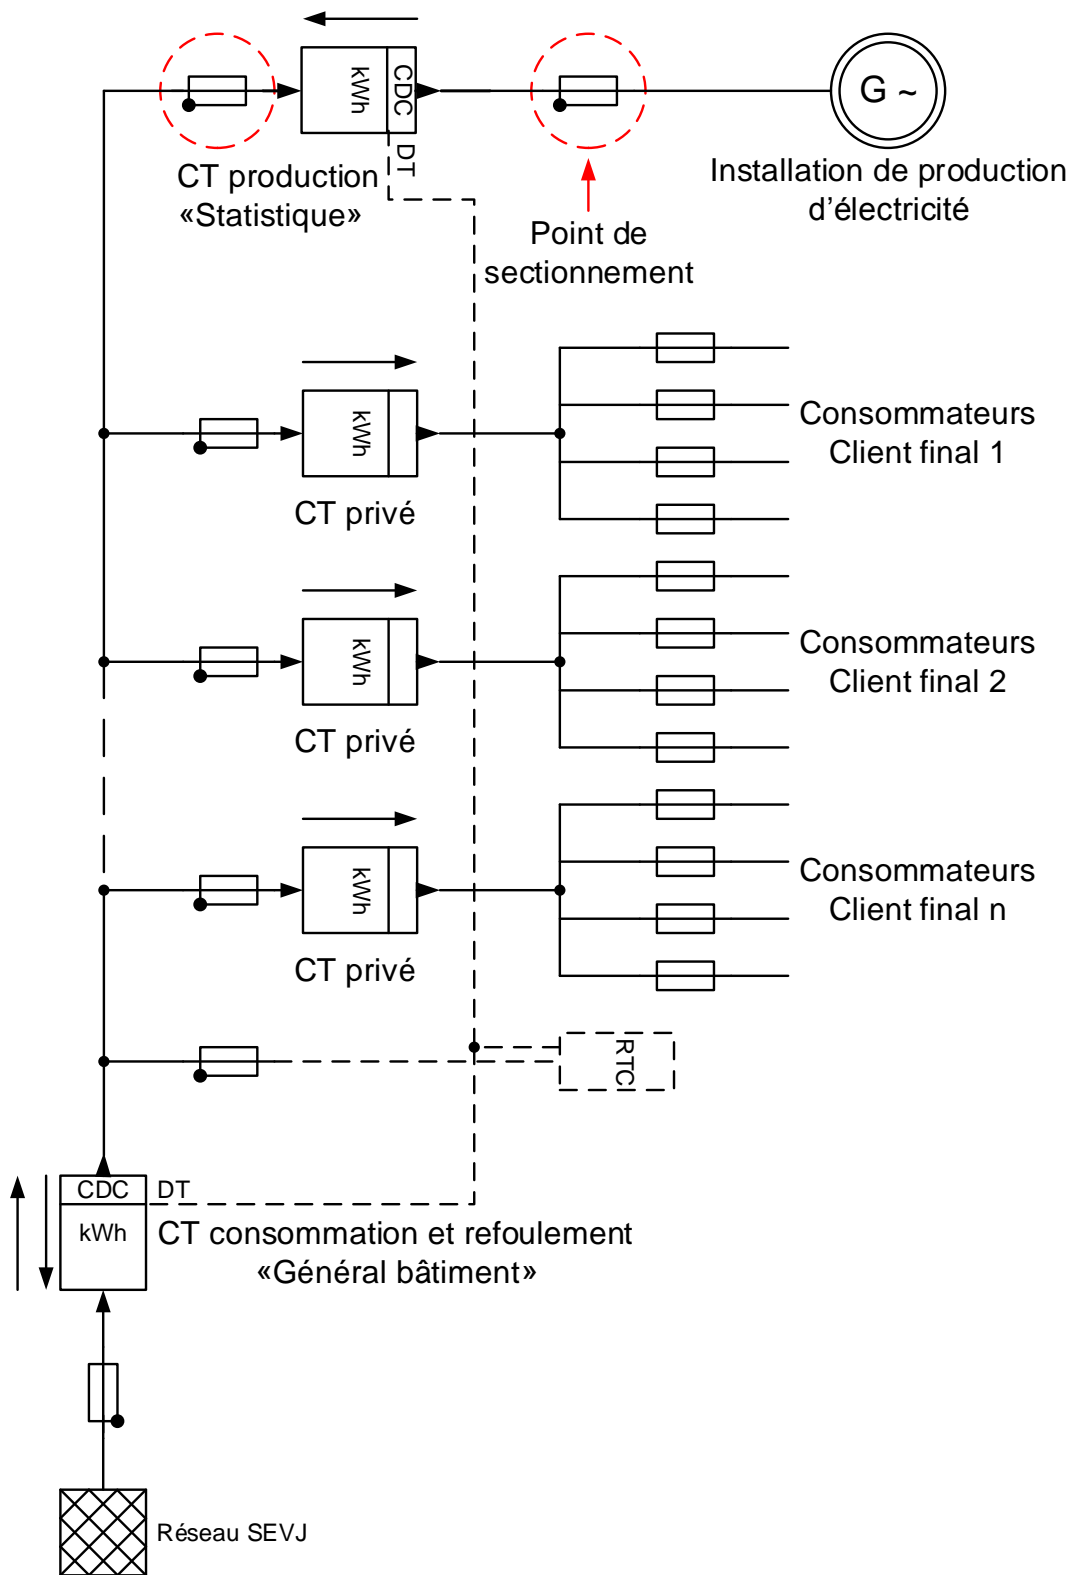 kWh
CDC
DT
G ~
CT production
«Statistique»
Installation de production
d’électricité
Point de
sectionnement
kWh
CT privé
Consommateurs
Client final 1
kWh
CT privé
Consommateurs
Client final 2
kWh
CT privé
Consommateurs
Client final n
RTC
CDC
DT
kWh
CT consommation et refoulement
«Général bâtiment»
Réseau SEVJ